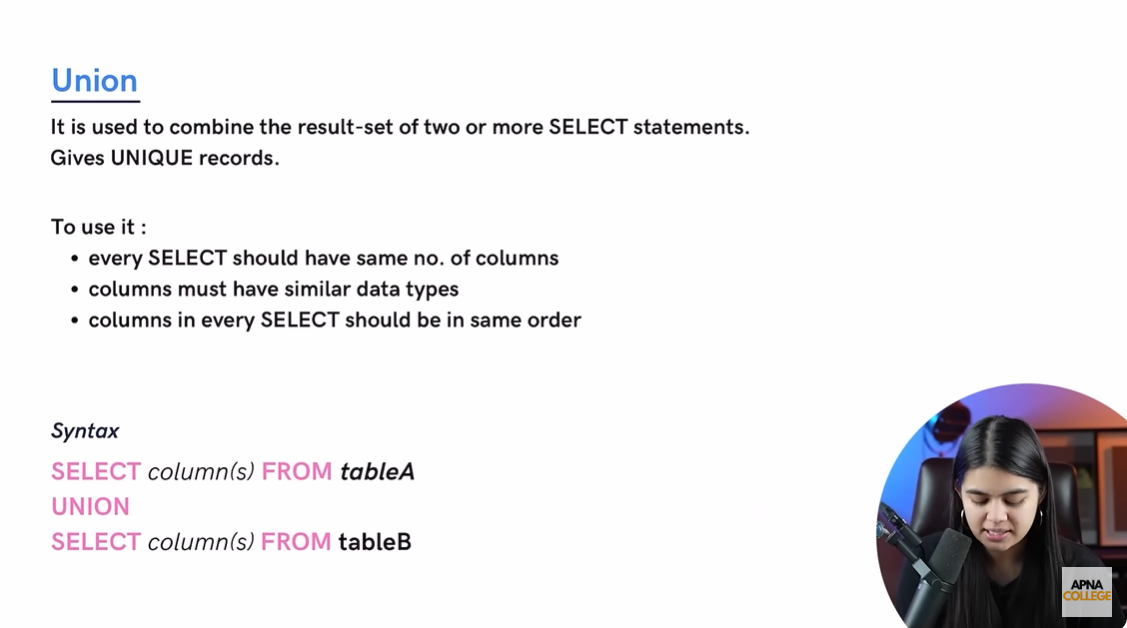 Union
It is used to combine the result-set of two or more SELECT statements.
Gives UNIQUE records.
To use it :
• every SELECT should have same no. of columns
• columns must have similar data types
• columns in every SELECT should be in same order
Syntax
SELECT column(s) FROM tableA
UNION
SELECT column(s) FROM tableB
APNA
COLLEGE